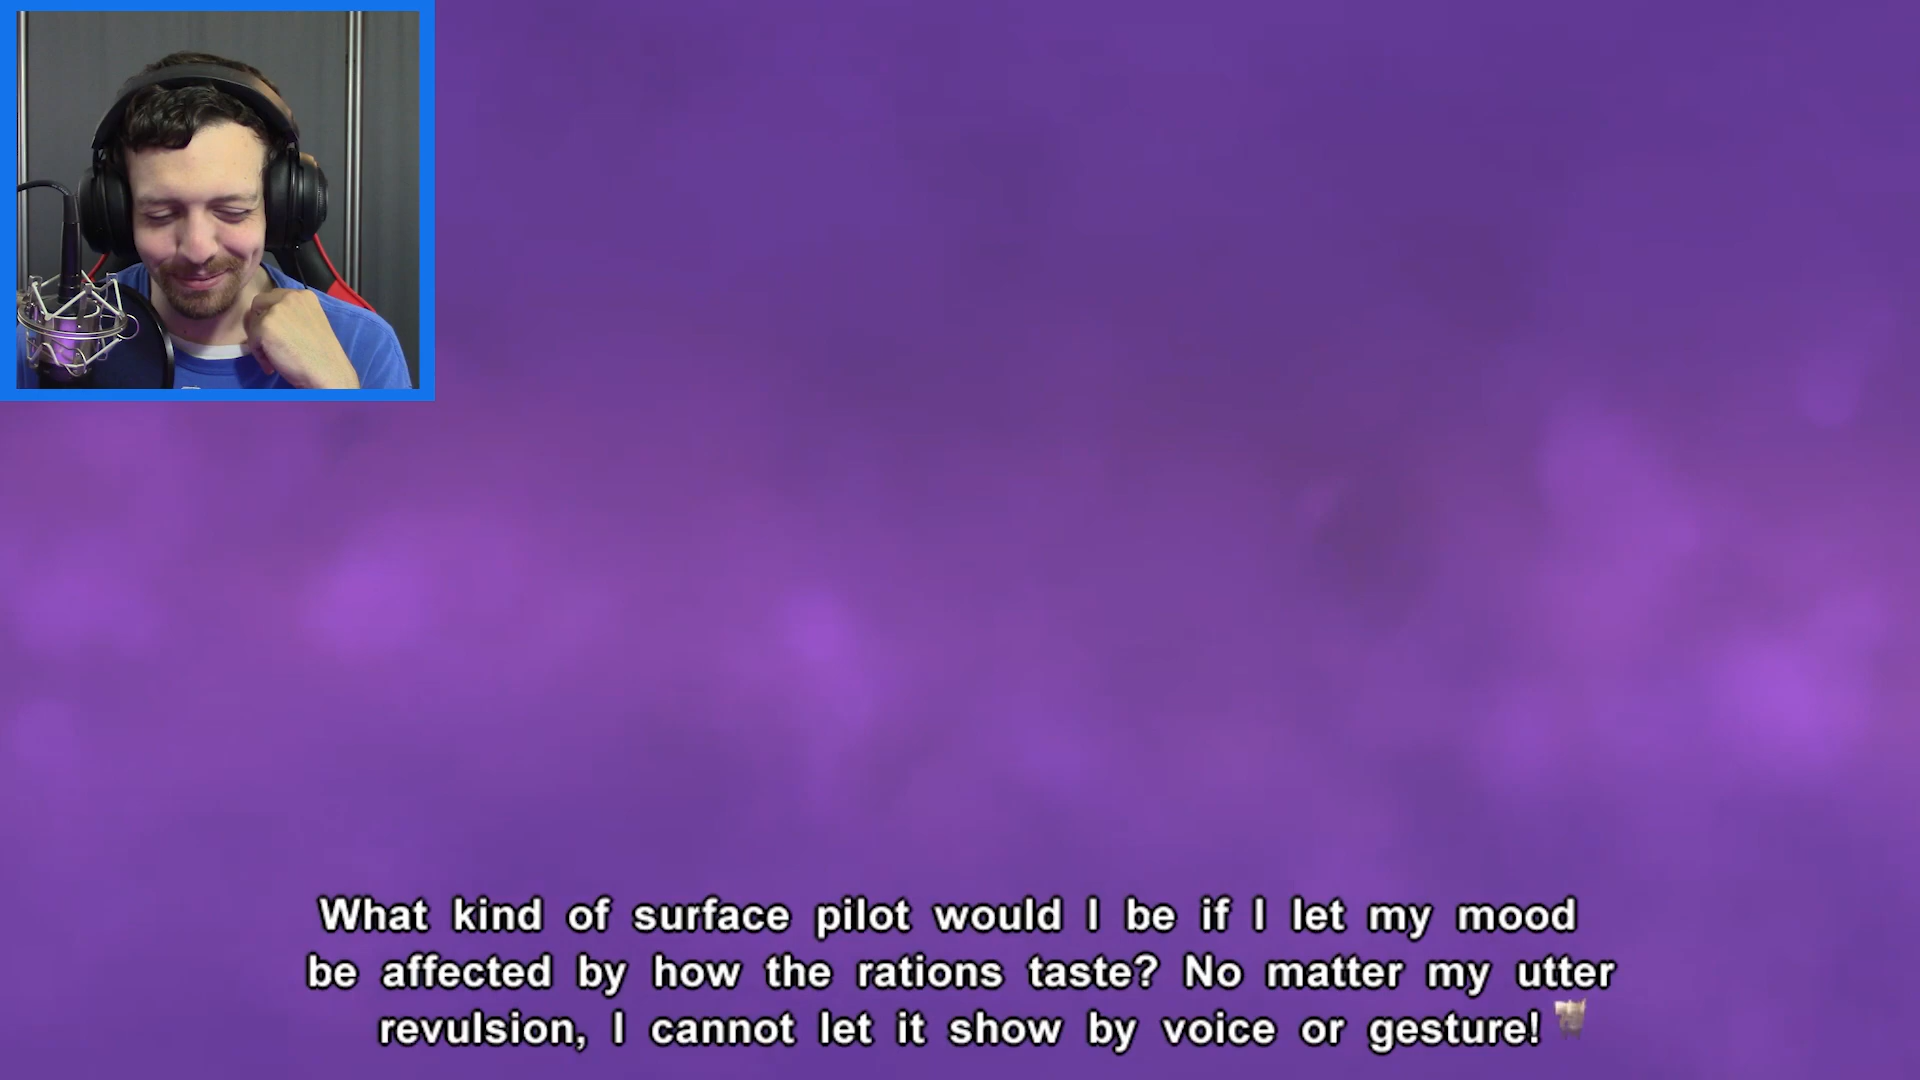 What kind of surface pilot would I be if I let my mood
be affected by how the rations taste? No matter my utter
revulsion, I cannot let it show by voice or gesture!